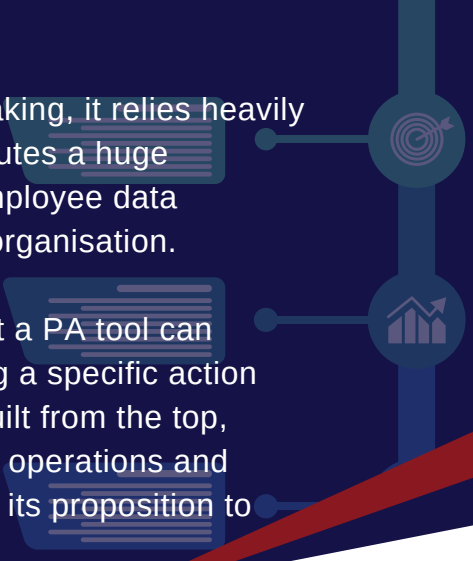 aking, it relies heavily
utes a huge
mployee data
organisation.
t a PA tool can
g a specific action
uilt from the top,
operations and
its proposition to